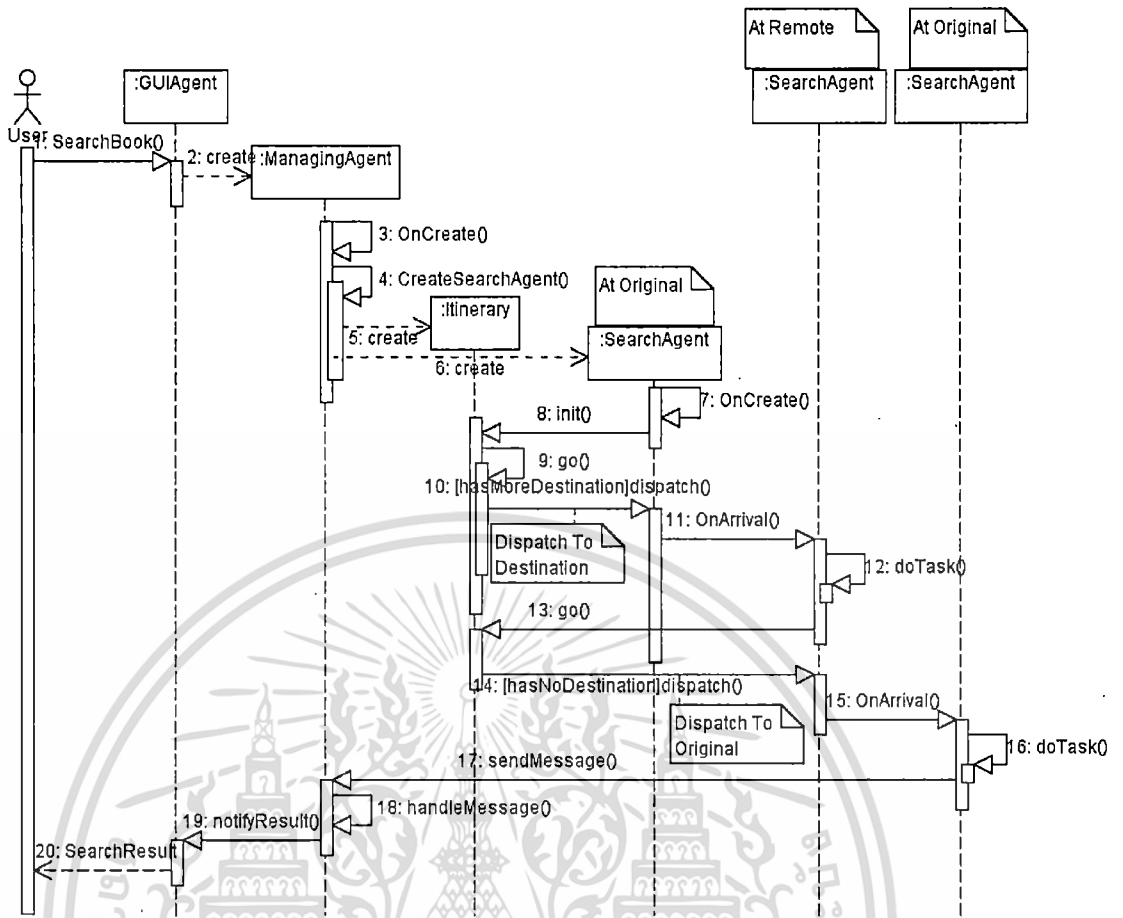 At Remote
At Original
:GUIAgent
:SearchAgent
:SearchAgent
User
1: SearchBook()
2: create
:ManagingAgent
3: OnCreate()
4: CreateSearchAgent()
At Original
:Itinerary
5: create
:SearchAgent
6: create
7: OnCreate()
8: init()
9: go()
10: [hasMoreDestination]dispatch()
11: OnArrival()
Dispatch To
Destination
12: doTask()
13: go()
14: [hasNoDestination]dispatch()
15: OnArrival()
Dispatch To
Original
16: doTask()
17: sendMessage()
18: handleMessage()
19: notifyResult()
20: SearchResult